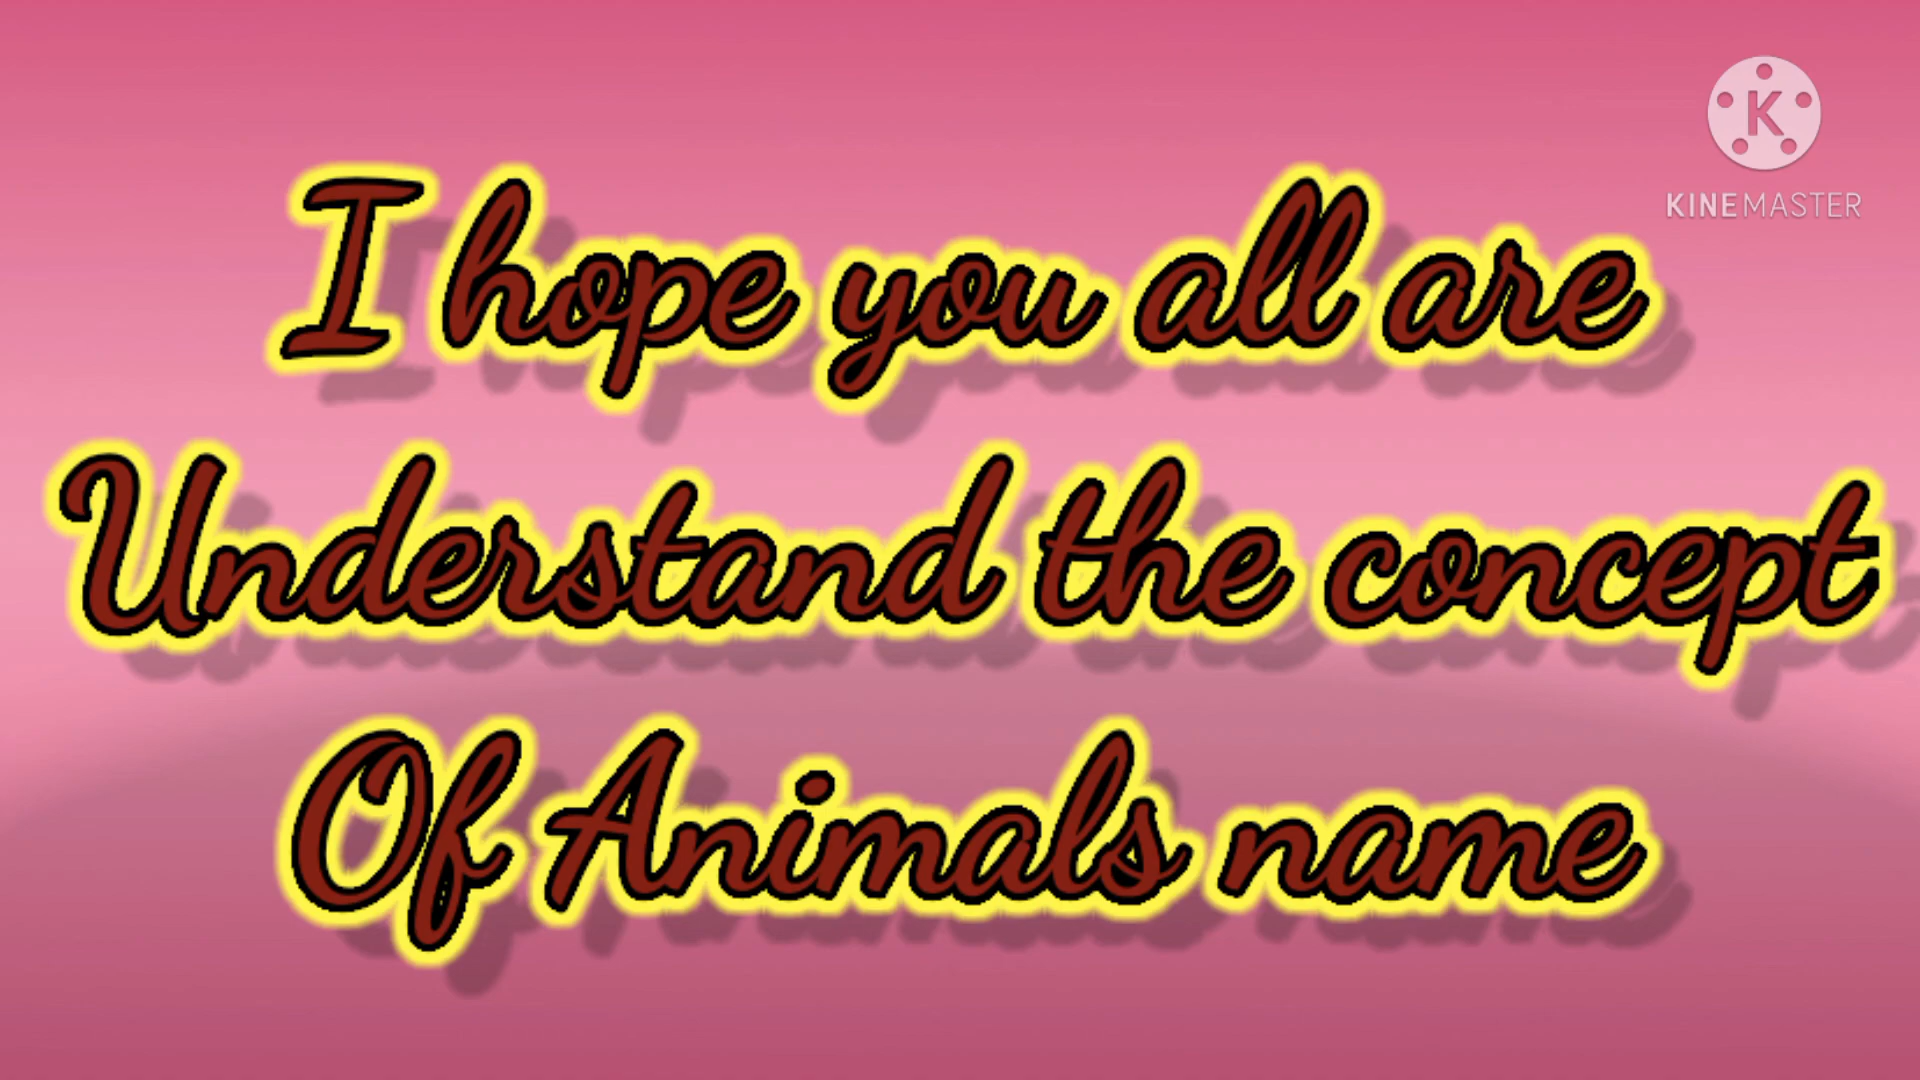 K
KINEMASTER
I hope you all are
Understand the concept
Of Animals name